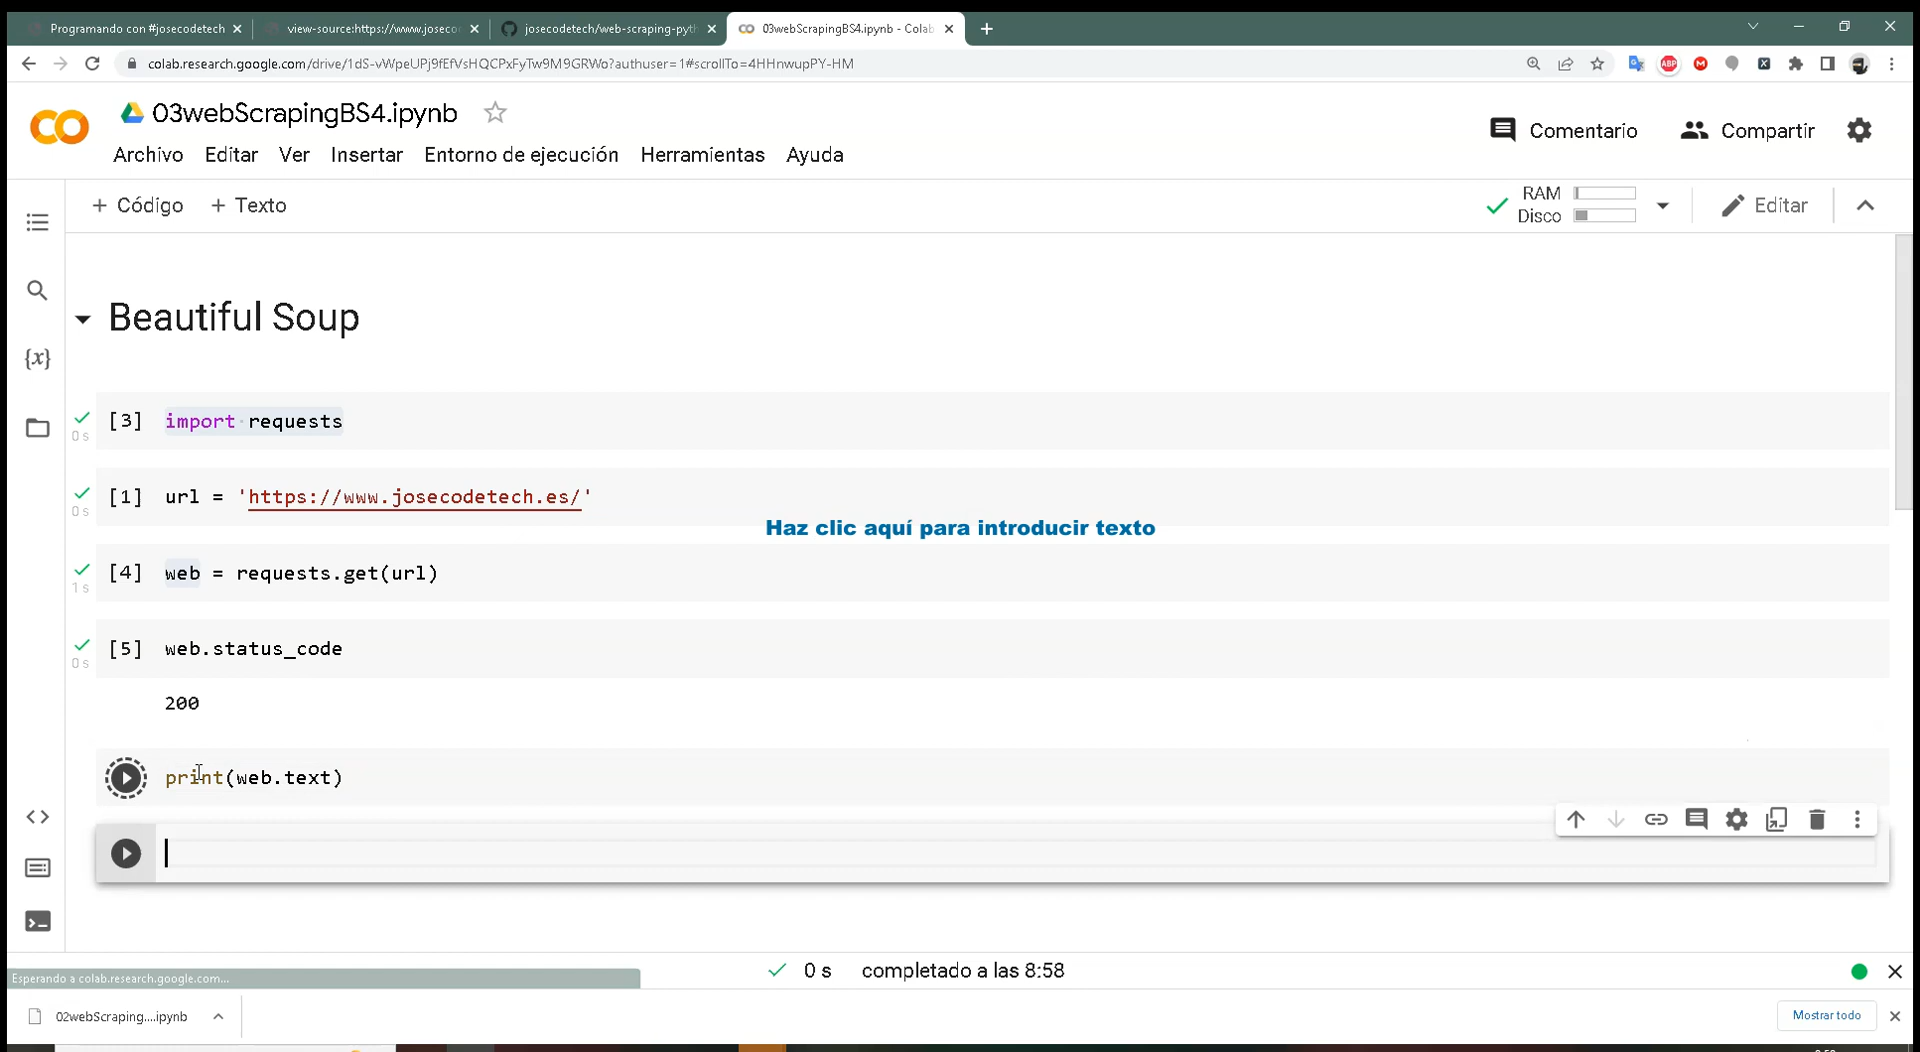 Programando con #josecodetech
view-source:https://www.joseco
josecodetech/web-scraping-pyth
03webScrapingBS4.ipynb - Colab
colab.research.google.com/drive/1dS-vWpeUPj9fEfVsHQCPxFyTw9M9GRWo?authuser=1#scrollTo=4HHnwupPY-HM
03webScrapingBS4.ipynb
Comentario
Compartir
Archivo Editar Ver Insertar Entorno de ejecución Herramientas Ayuda
+ Código + Texto
RAM
Disco
Editar
Beautiful Soup
[3] import requests
0 s
[1] url = 'https://www.josecodetech.es/'
0 s
Haz clic aquí para introducir texto
[4] web = requests.get(url)
1 s
[5] web.status_code
0 s
200
print(web.text)
0 s completado a las 8:58
Esperando a colab.research.google.com...
02webScraping....ipynb
Mostrar todo